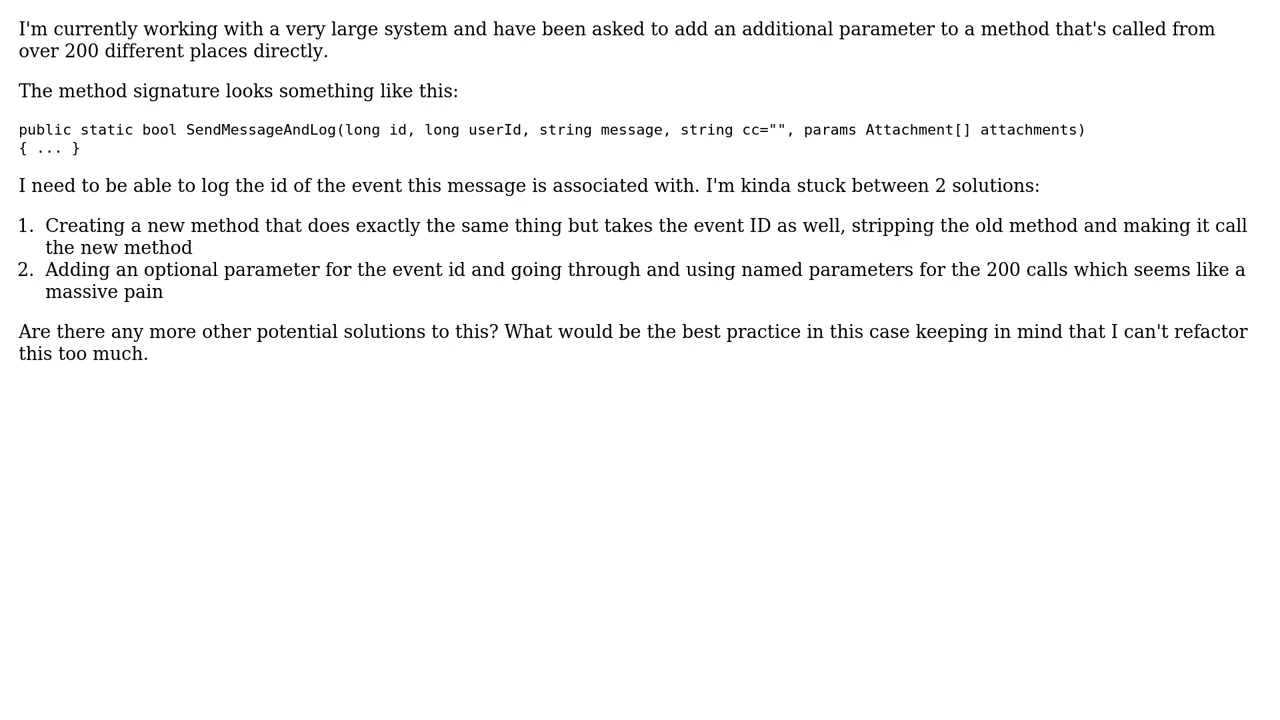 I'm currently working with a very large system and have been asked to add an additional parameter to a method that's called from
over 200 different places directly.
The method signature looks something like this:
public static bool SendMessageAndLog(long id, long userId, string message, string cc="", params Attachment[] attachments)
{ ... }
I need to be able to log the id of the event this message is associated with. I'm kinda stuck between 2 solutions:
1. Creating a new method that does exactly the same thing but takes the event ID as well, stripping the old method and making it call
the new method
2. Adding an optional parameter for the event id and going through and using named parameters for the 200 calls which seems like a
massive pain
Are there any more other potential solutions to this? What would be the best practice in this case keeping in mind that I can't refactor
this too much.